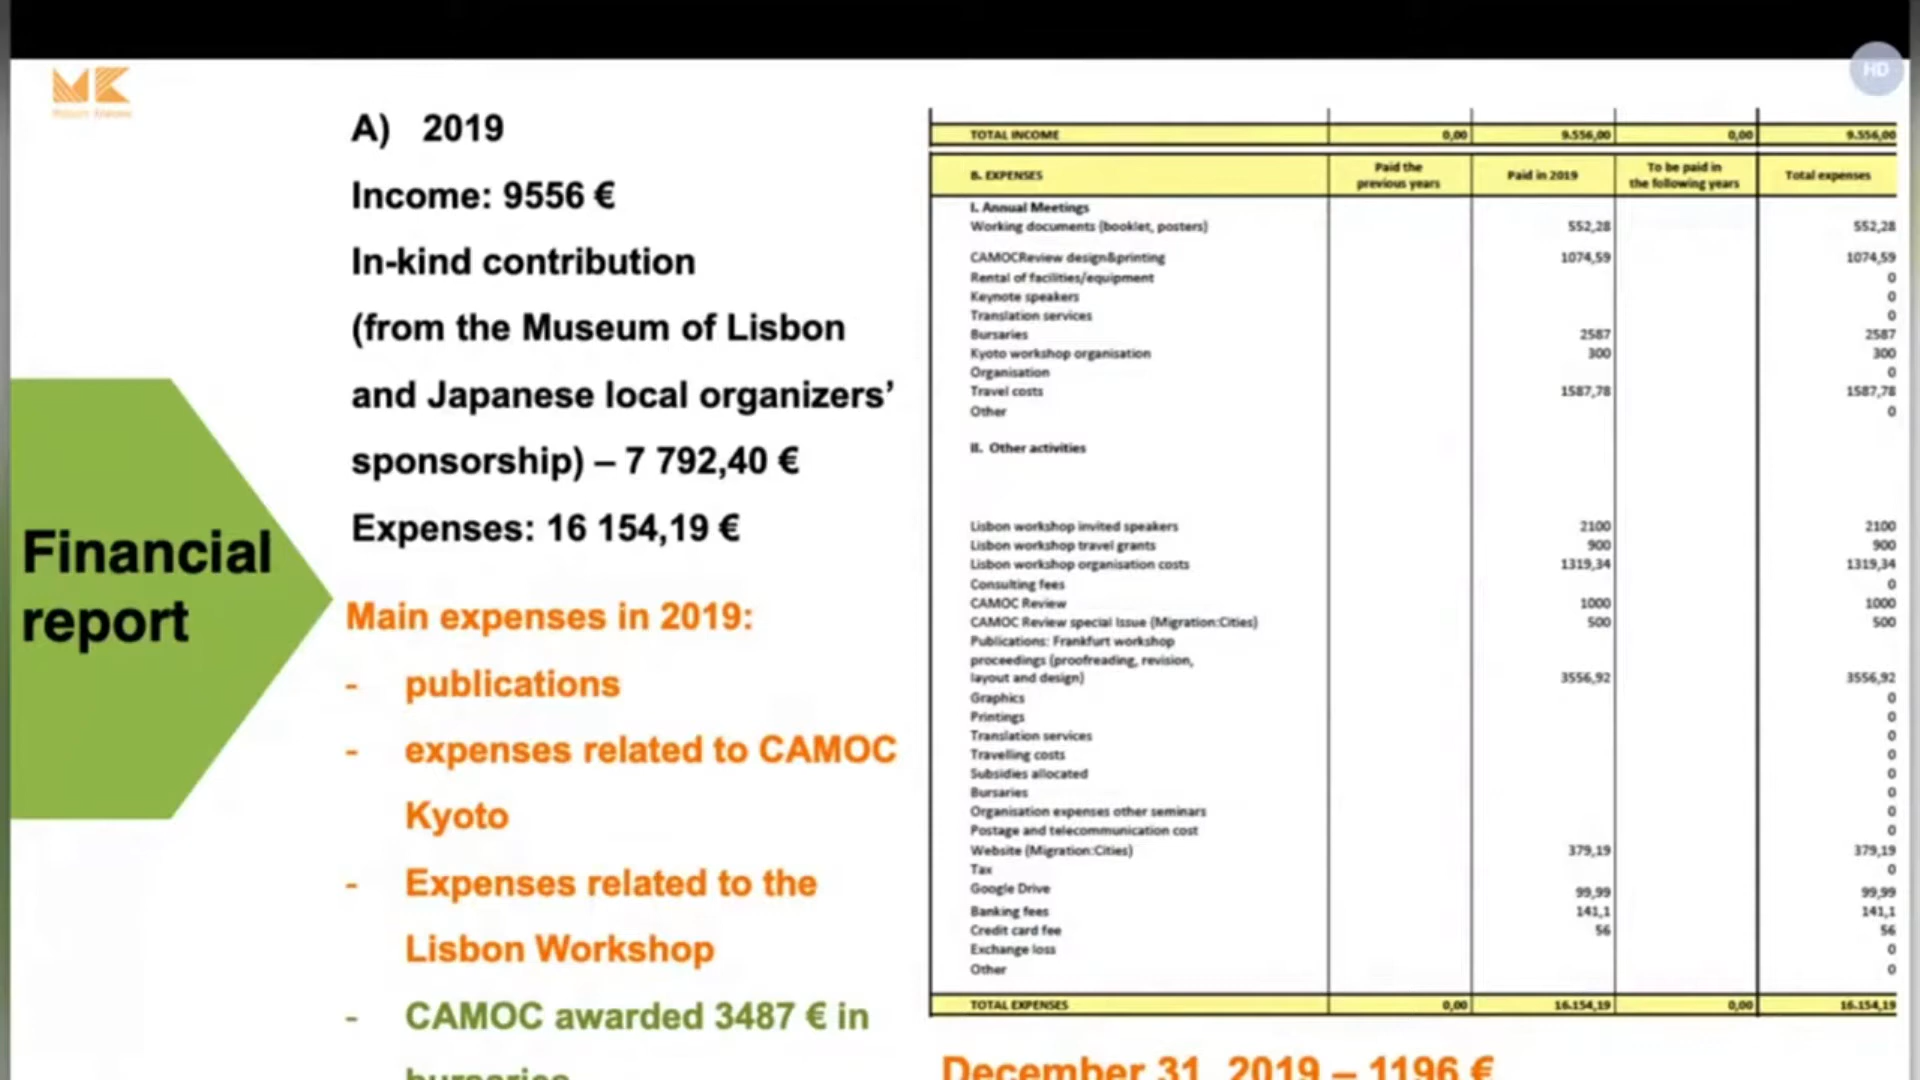 HD
MK
A) 2019
Income: 9556 €
In-kind contribution
(from the Museum of Lisbon
and Japanese local organizers’
sponsorship) – 7 792,40 €
Expenses: 16 154,19 €
Financial
report
Main expenses in 2019:
- publications
- expenses related to CAMOC
Kyoto
- Expenses related to the
Lisbon Workshop
- CAMOC awarded 3487 € in
bursaries
TOTAL INCOME 0,00 9.556,00 0,00 9.556,00
B. EXPENSES Paid the previous years Paid in 2019 To be paid in the following years Total expenses
I. Annual Meetings
Working documents (booklet, posters) 552,28 552,28
CAMOCReview design&printing 1074,59 1074,59
Rental of facilities/equipment 0
Keynote speakers 0
Translation services 0
Bursaries 2587 2587
Kyoto workshop organisation 300 300
Organisation 0
Travel costs 1587,78 1587,78
Other 0
II. Other activities
Lisbon workshop invited speakers 2100 2100
Lisbon workshop travel grants 900 900
Lisbon workshop organisation costs 1319,34 1319,34
Consulting fees 0
CAMOC Review 1000 1000
CAMOC Review special Issue (Migration:Cities) 500 500
Publications: Frankfurt workshop
proceedings (proofreading, revision,
layout and design) 3556,92 3556,92
Graphics 0
Printings 0
Translation services 0
Travelling costs 0
Subsidies allocated 0
Bursaries 0
Organisation expenses other seminars 0
Postage and telecommunication cost 0
Website (Migration:Cities) 379,19 379,19
Tax 0
Google Drive 99,99 99,99
Banking fees 141,1 141,1
Credit card fee 56 56
Exchange loss 0
Other 0
TOTAL EXPENSES 0,00 16.154,19 0,00 16.154,19
December 31, 2019 – 1196 €